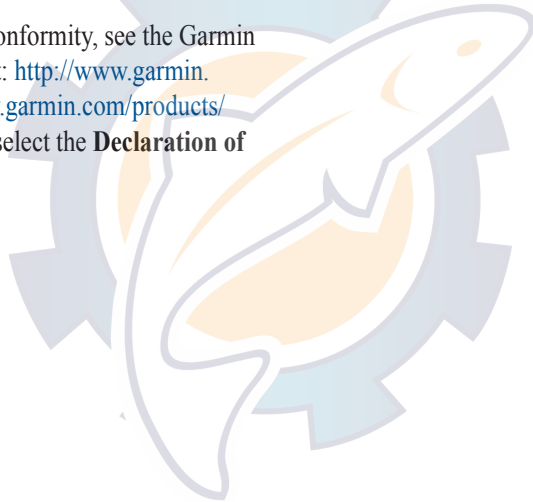 onformity, see the Garmin
t: http://www.garmin.
.garmin.com/products/
select the Declaration of